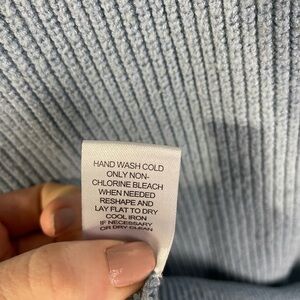 HAND WASH COLD
ONLY NON-
CHLORINE BLEACH
WHEN NEEDED
RESHAPE AND
LAY FLAT TO DRY
COOL IRON
IF NECESSARY
OR DRY CLEAN